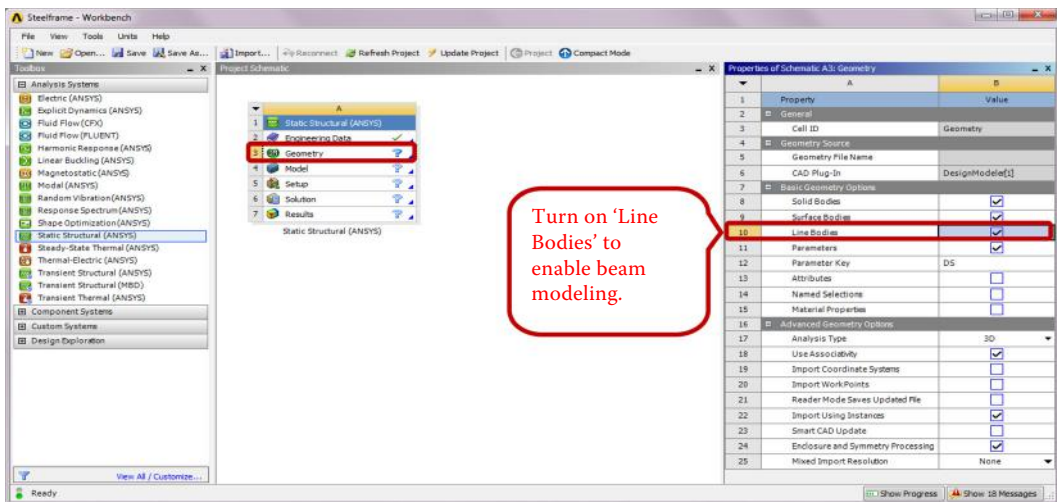 Steelframe - Workbench
File View Tools Units Help
New Open... Save Save As... Import... Reconnect Refresh Project Update Project Project Compact Mode
Toolbox
Analysis Systems
Electric (ANSYS)
Explicit Dynamics (ANSYS)
Fluid Flow (CFX)
Fluid Flow (FLUENT)
Harmonic Response (ANSYS)
Linear Buckling (ANSYS)
Magnetostatic (ANSYS)
Modal (ANSYS)
Random Vibration (ANSYS)
Response Spectrum (ANSYS)
Shape Optimization (ANSYS)
Static Structural (ANSYS)
Steady-State Thermal (ANSYS)
Thermal-Electric (ANSYS)
Transient Structural (ANSYS)
Transient Structural (MBD)
Transient Thermal (ANSYS)
Component Systems
Custom Systems
Design Exploration
View All / Customize...
Project Schematic
A
1 Static Structural (ANSYS)
2 Engineering Data
3 Geometry
4 Model
5 Setup
6 Solution
7 Results
Static Structural (ANSYS)
Turn on ‘Line
Bodies’ to
enable beam
modeling.
Properties of Schematic A3: Geometry
A B
1 Property Value
2 General
3 Cell ID Geometry
4 Geometry Source
5 Geometry File Name
6 CAD Plug-In DesignModeler[1]
7 Basic Geometry Options
8 Solid Bodies
9 Surface Bodies
10 Line Bodies
11 Parameters
12 Parameter Key DS
13 Attributes
14 Named Selections
15 Material Properties
16 Advanced Geometry Options
17 Analysis Type 3D
18 Use Associativity
19 Import Coordinate Systems
20 Import Work Points
21 Reader Mode Saves Updated File
22 Import Using Instances
23 Smart CAD Update
24 Enclosure and Symmetry Processing
25 Mixed Import Resolution None
Ready
Show Progress Show 18 Messages